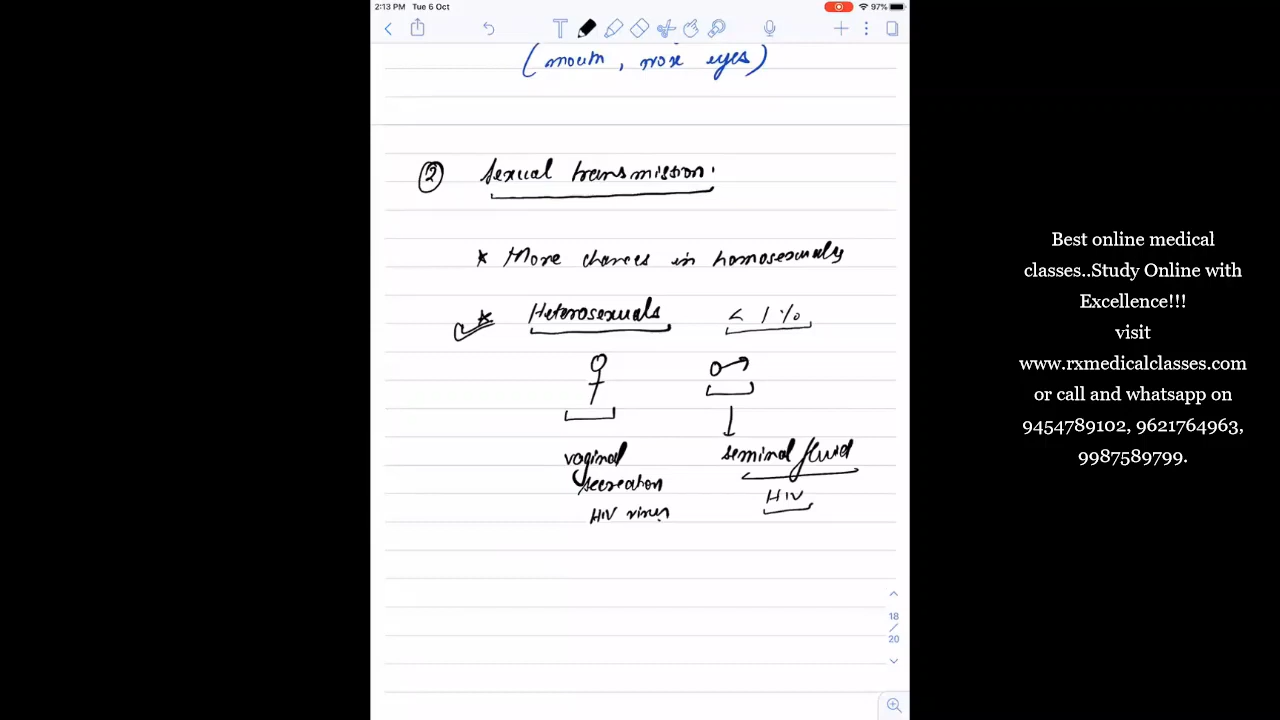 2:13 PM Tue 6 Oct
97%
(mouth, nose eyes)
② Sexual transmission.
* More chances in homosexually
* Heterosexuals < 1%
vaginal
secreation
HIV virus
seminal fluid
HIV
18
/
20
Best online medical
classes..Study Online with
Excellence!!!
visit
www.rxmedicalclasses.com
or call and whatsapp on
9454789102, 9621764963,
9987589799.